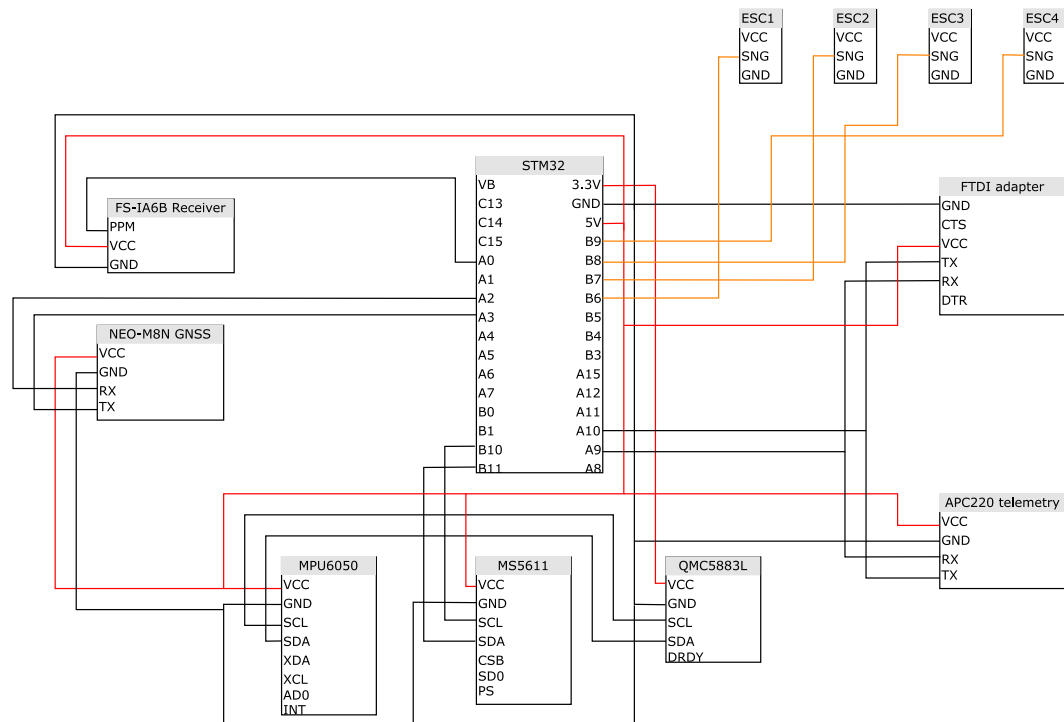 ESC1
VCC
SNG
GND
ESC2
VCC
SNG
GND
ESC3
VCC
SNG
GND
ESC4
VCC
SNG
GND
STM32
VB
C13
C14
C15
A0
A1
A2
A3
A4
A5
A6
A7
B0
B1
B10
B11
3.3V
GND
5V
B9
B8
B7
B6
B5
B4
B3
A15
A12
A11
A10
A9
A8
FTDI adapter
GND
CTS
VCC
TX
RX
DTR
FS-IA6B Receiver
PPM
VCC
GND
NEO-M8N GNSS
VCC
GND
RX
TX
APC220 telemetry
VCC
GND
RX
TX
MPU6050
VCC
GND
SCL
SDA
XDA
XCL
AD0
INT
MS5611
VCC
GND
SCL
SDA
CSB
SD0
PS
QMC5883L
VCC
GND
SCL
SDA
DRDY